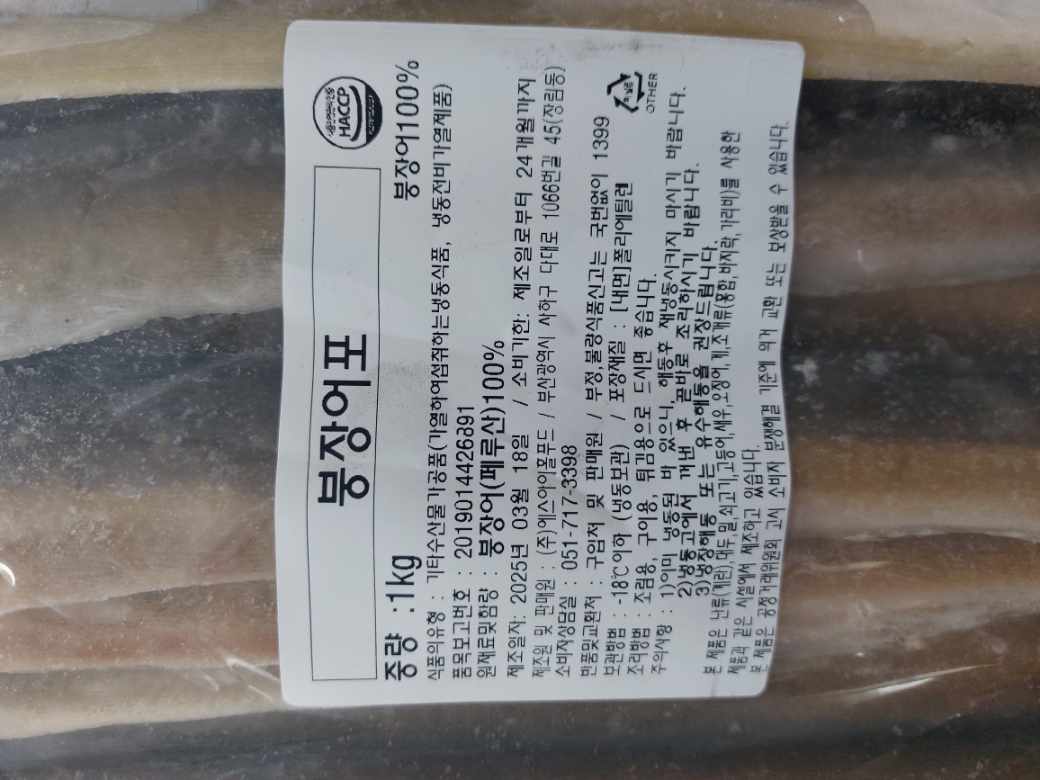 HACCP
붕장어포
중량 :1kg 붕장어100%
식품의유형 : 기타수산물가공품(가열하여섭취하는냉동식품, 냉동전비가열제품)
품목보고번호 : 2019014426891
원재료및함량 : 붕장어(페루산)100%
제조일자: 2025년 03월 18일 / 소비기한: 제조일로부터 24개월까지
제조원 및 판매원 : (주)에스아이홀푸드 / 부산광역시 사하구 다대로 1066번길 45(장림동)
소비자상담실 : 051-717-3398
반품및교환처 : 구입처 및 판매원 / 부정,불량식품신고는 국번없이 1399
보관방법 : -18℃이하 (냉동보관) / 포장재질 : [내면]폴리에틸렌
조리방법 : 조림용, 구이용, 튀김용으로 드시면 좋습니다.
주의사항 : 1)이미 냉동된 바 있으니, 해동후 재냉동시키지 마시기 바랍니다.
2)냉동고에서 꺼낸 후 곧바로 조리하시기 바랍니다.
3)냉장해동 또는 유수해동을 권장드립니다.
본 제품은 난류(계란),대두,밀,쇠고기,고등어,새우,오징어,게,조개류(홍합,바지락,가리비)를 사용한
제품과 같은 시설에서 제조하고 있습니다.
본 제품은 공정거래위원회 고시 소비자 분쟁해결 기준에 의거 교환 또는 보상받을 수 있습니다.
OTHER